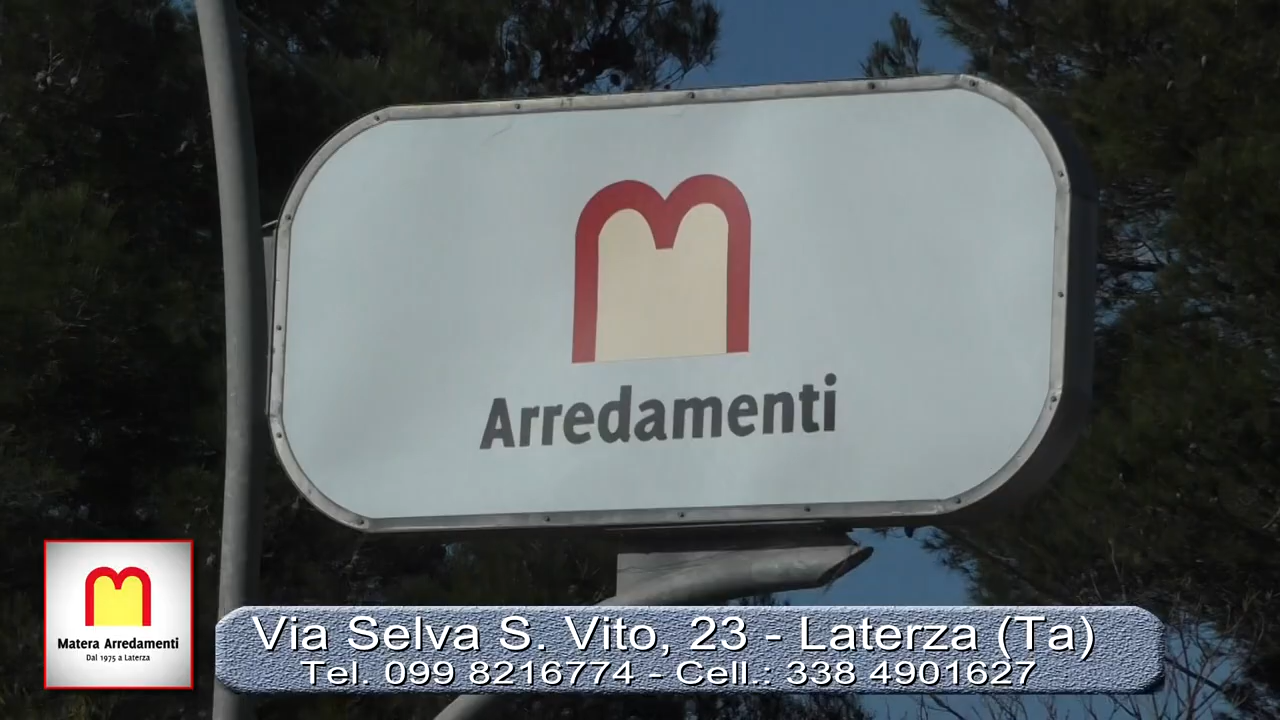 Arredamenti
Matera Arredamenti
Dal 1975 a Laterza
Via Selva S. Vito, 23 - Laterza (Ta)
Tel. 099 8216774 - Cell.: 338 4901627